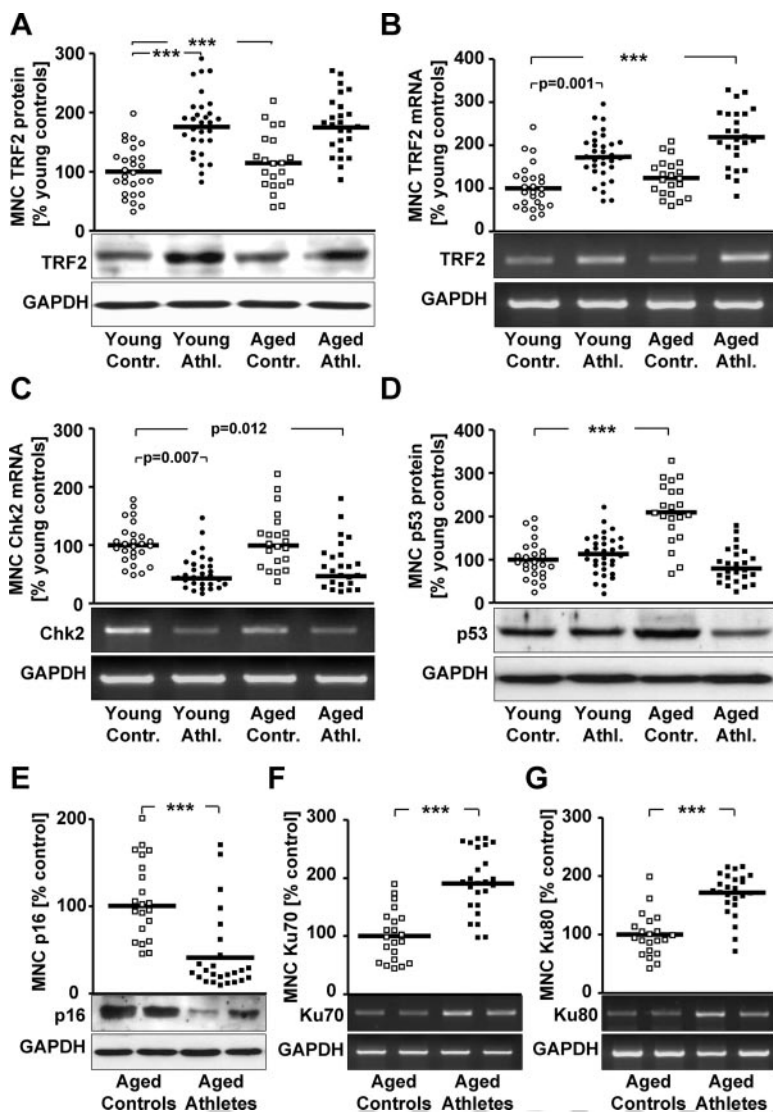 A
MNC TRF2 protein
[% young controls]
300
200
100
0
***
***
TRF2
GAPDH
Young Contr.
Young Athl.
Aged Contr.
Aged Athl.
B
MNC TRF2 mRNA
[% young controls]
400
300
200
100
0
***
p=0.001
TRF2
GAPDH
Young Contr.
Young Athl.
Aged Contr.
Aged Athl.
C
MNC Chk2 mRNA
[% young controls]
300
200
100
0
p=0.012
p=0.007
Chk2
GAPDH
Young Contr.
Young Athl.
Aged Contr.
Aged Athl.
D
MNC p53 protein
[% young controls]
400
300
200
100
0
***
p53
GAPDH
Young Contr.
Young Athl.
Aged Contr.
Aged Athl.
E
MNC p16 [% control]
200
100
0
***
p16
GAPDH
Aged Controls
Aged Athletes
F
MNC Ku70 [% control]
300
200
100
0
***
Ku70
GAPDH
Aged Controls
Aged Athletes
G
MNC Ku80 [% control]
300
200
100
0
***
Ku80
GAPDH
Aged Controls
Aged Athletes